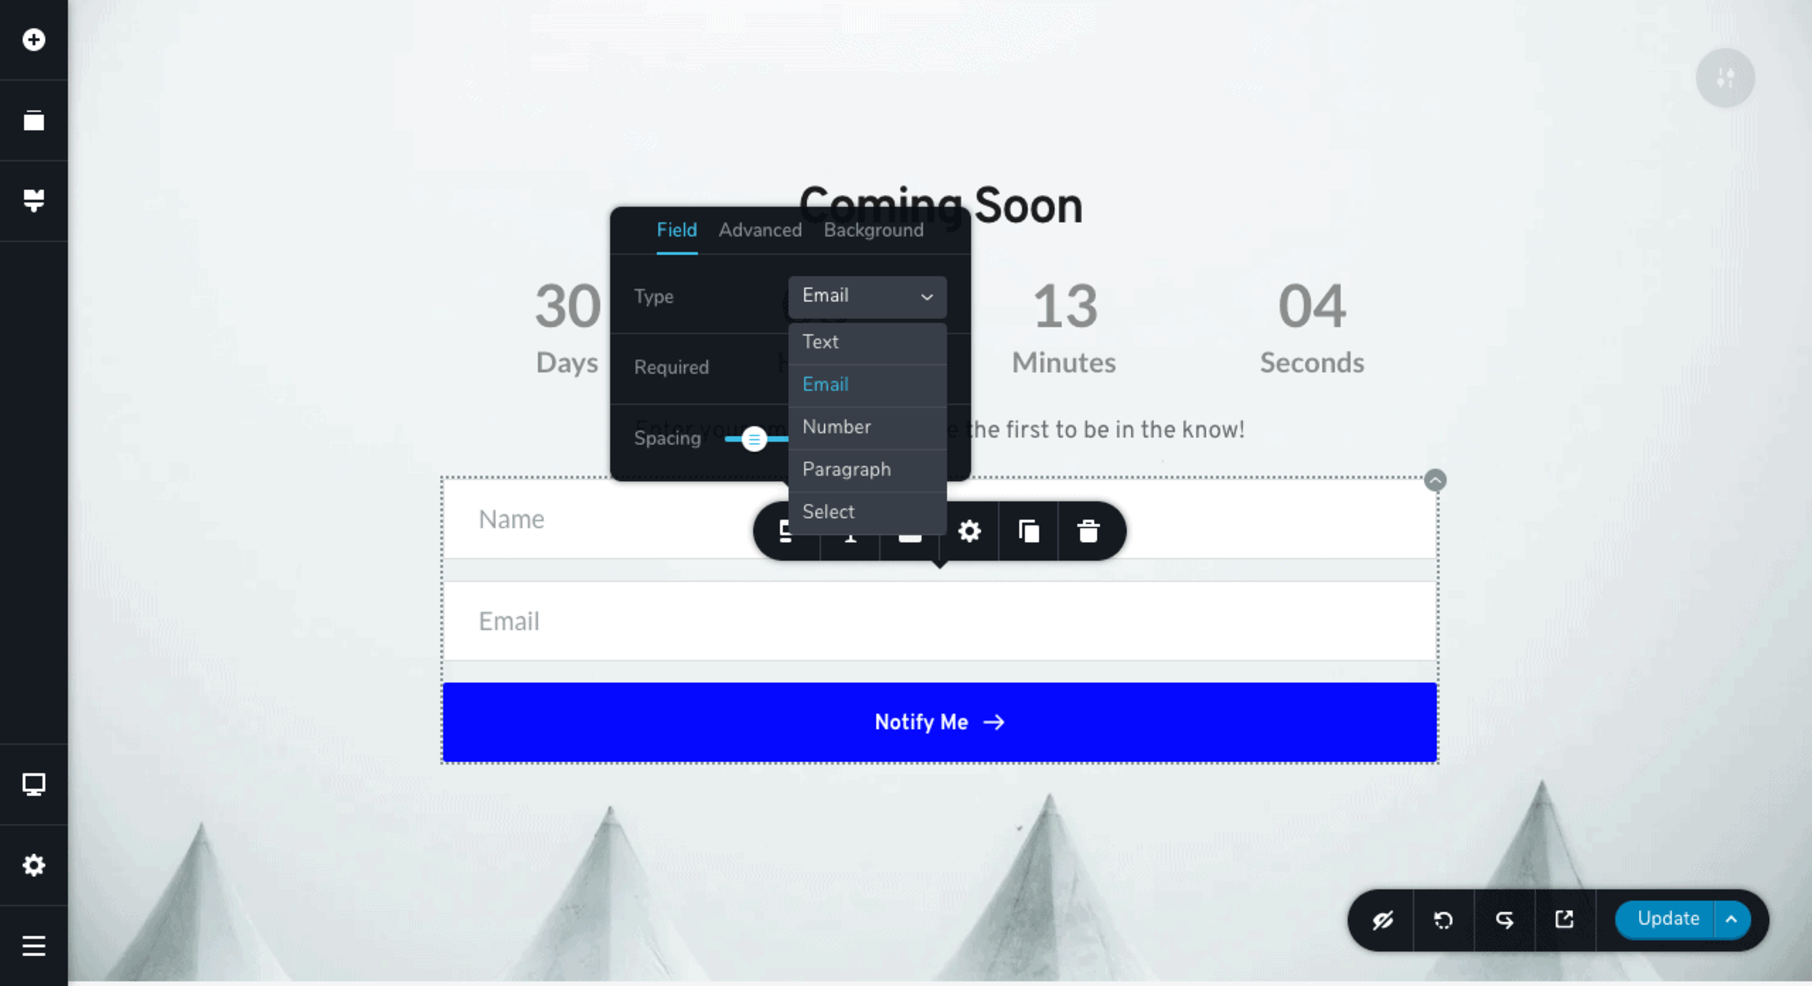 Coming Soon
Field Advanced Background
Type Email
Text
Email
Number
Paragraph
Select
Required
Spacing
30 13 04
Days Minutes Seconds
the first to be in the know!
Name
Email
Notify Me
Update